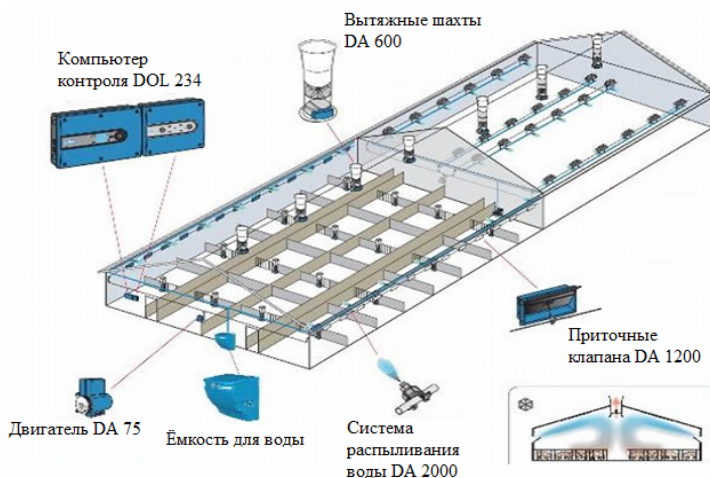 Вытяжные шахты
DA 600
Компьютер
контроля DOL 234
Приточные
клапана DA 1200
Двигатель DA 75
Ёмкость для воды
Система
распыливания
воды DA 2000